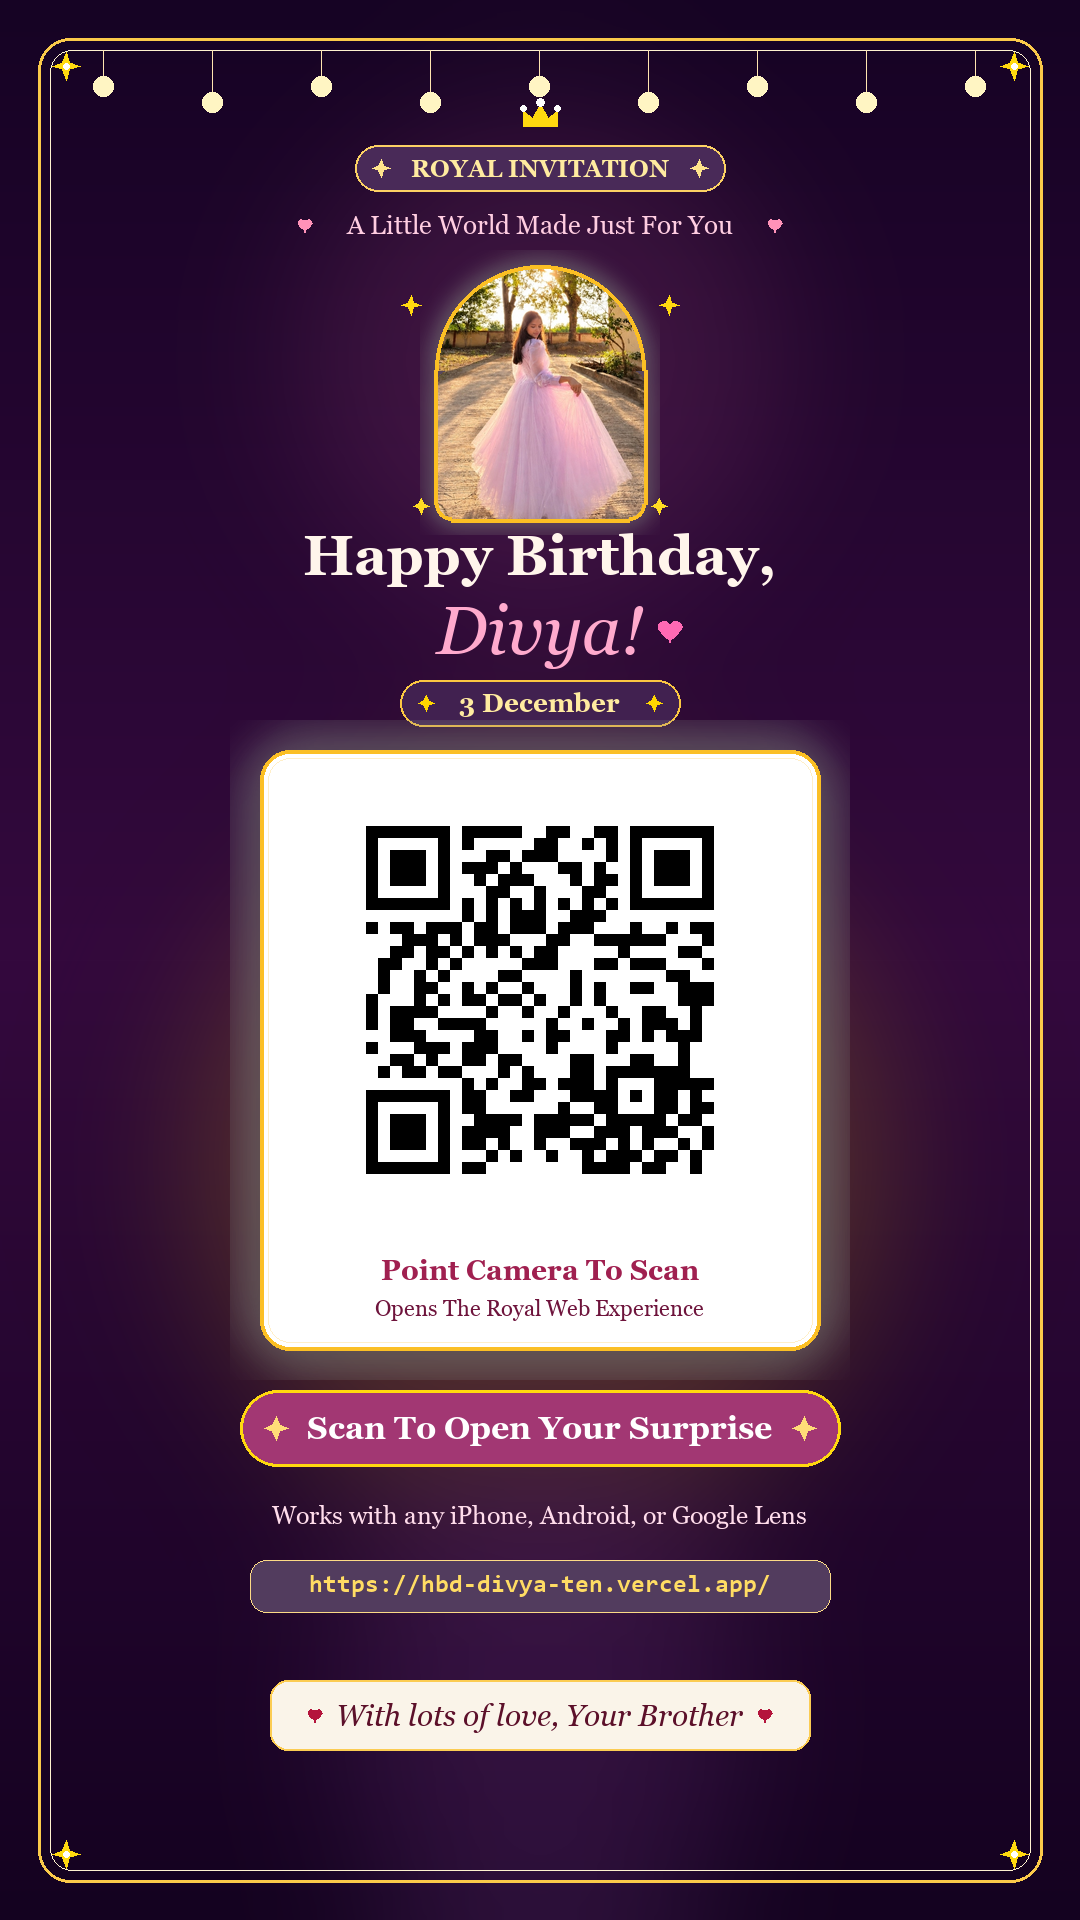 ROYAL INVITATION
A Little World Made Just For You
Happy Birthday,
Divya!
3 December
Point Camera To Scan
Opens The Royal Web Experience
Scan To Open Your Surprise
Works with any iPhone, Android, or Google Lens
https://hbd-divya-ten.vercel.app/
With lots of love, Your Brother